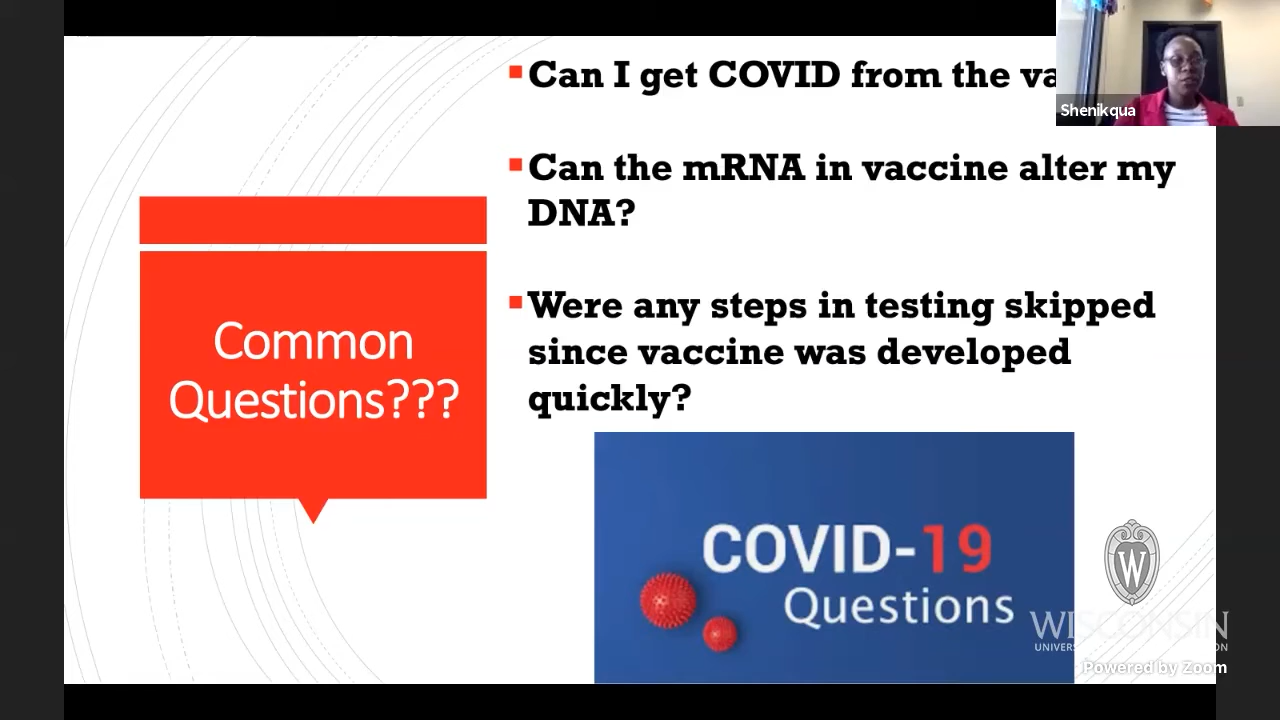 Can I get COVID from the
Shenikqua
Can the mRNA in vaccine alter my
DNA?
Were any steps in testing skipped
since vaccine was developed
quickly?
Common
Questions???
COVID-19
Questions
W
WISCONSIN
Powered by Zoom